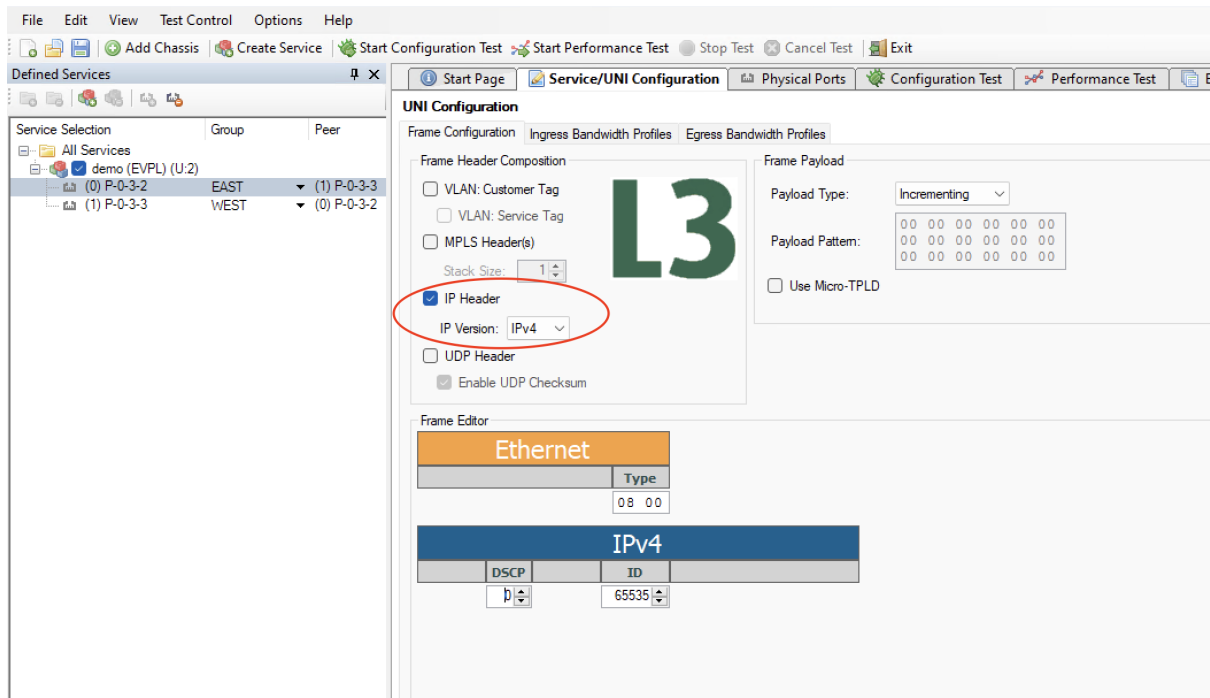 File Edit View Test Control Options Help
Add Chassis Create Service Start Configuration Test Start Performance Test Stop Test Cancel Test Exit
Defined Services
Start Page Service/UNI Configuration Physical Ports Configuration Test Performance Test E
UNI Configuration
Frame Configuration Ingress Bandwidth Profiles Egress Bandwidth Profiles
Service Selection Group Peer
All Services
demo (EVPL) (U:2)
(0) P-0-3-2 EAST (1) P-0-3-3
(1) P-0-3-3 WEST (0) P-0-3-2
Frame Header Composition
VLAN: Customer Tag
VLAN: Service Tag
MPLS Header(s)
Stack Size: 1
L3
IP Header
IP Version: IPv4
UDP Header
Enable UDP Checksum
Frame Payload
Payload Type: Incrementing
Payload Pattern:
00 00 00 00 00 00
00 00 00 00 00 00
00 00 00 00 00 00
Use Micro-TPLD
Frame Editor
Ethernet
Type
08 00
IPv4
DSCP ID
0 65535